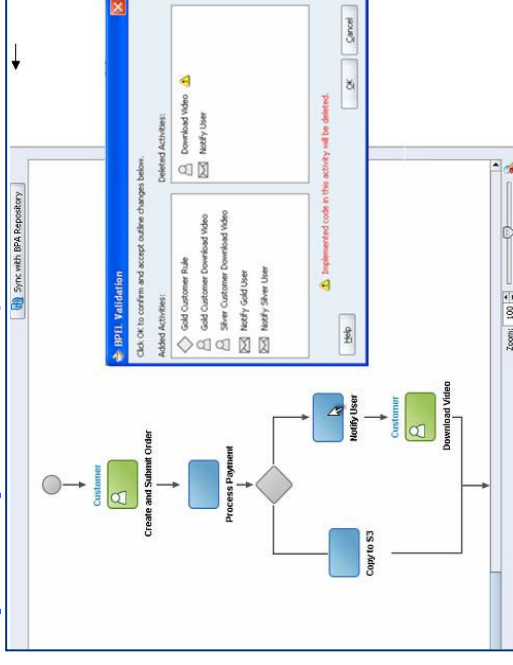 Sync with BPA Repository
Customer
Create and Submit Order
Process Payment
Copy to S3
Notify User
Customer
Download Video
Zoom: 100
BPEL Validation
Click OK to confirm and accept outline changes below.
Added Activities:
Gold Customer Rule
Gold Customer Download Video
Silver Customer Download Video
Notify Gold User
Notify Silver User
Deleted Activities:
Download Video
Notify User
Implemented code in this activity will be deleted.
Help
OK
Cancel